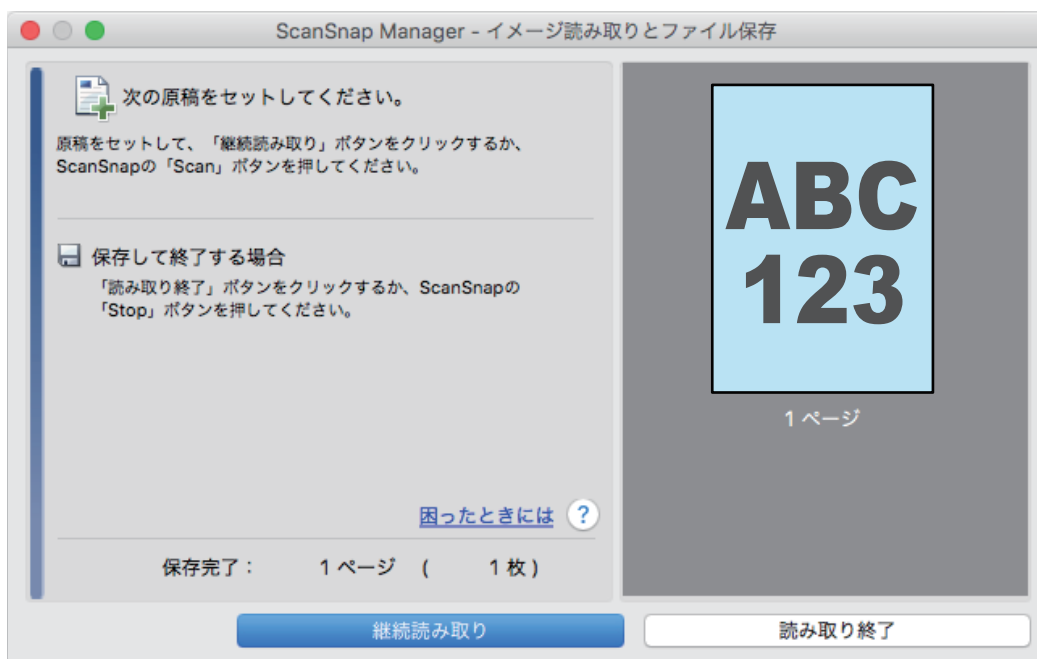 ScanSnap Manager - イメージ読み取りとファイル保存
次の原稿をセットしてください。
原稿をセットして、「継続読み取り」ボタンをクリックするか、
ScanSnapの「Scan」ボタンを押してください。
保存して終了する場合
「読み取り終了」ボタンをクリックするか、ScanSnapの
「Stop」ボタンを押してください。
困ったときには ?
保存完了： 1 ページ ( 1 枚 )
ABC
123
1 ページ
継続読み取り
読み取り終了